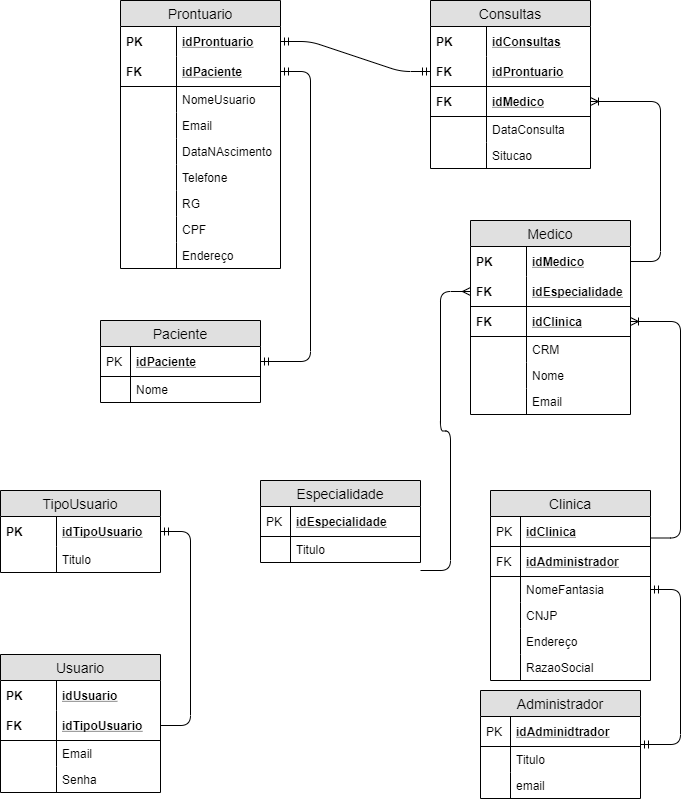 Prontuario
PK idProntuario
FK idPaciente
NomeUsuario
Email
DataNAscimento
Telefone
RG
CPF
Endereço
Consultas
PK idConsultas
FK idProntuario
FK idMedico
DataConsulta
Situcao
Medico
PK idMedico
FK idEspecialidade
FK idClinica
CRM
Nome
Email
Paciente
PK idPaciente
Nome
Especialidade
PK idEspecialidade
Titulo
TipoUsuario
PK idTipoUsuario
Titulo
Clinica
PK idClinica
FK idAdministrador
NomeFantasia
CNJP
Endereço
RazaoSocial
Usuario
PK idUsuario
FK idTipoUsuario
Email
Senha
Administrador
PK idAdminidtrador
Titulo
email